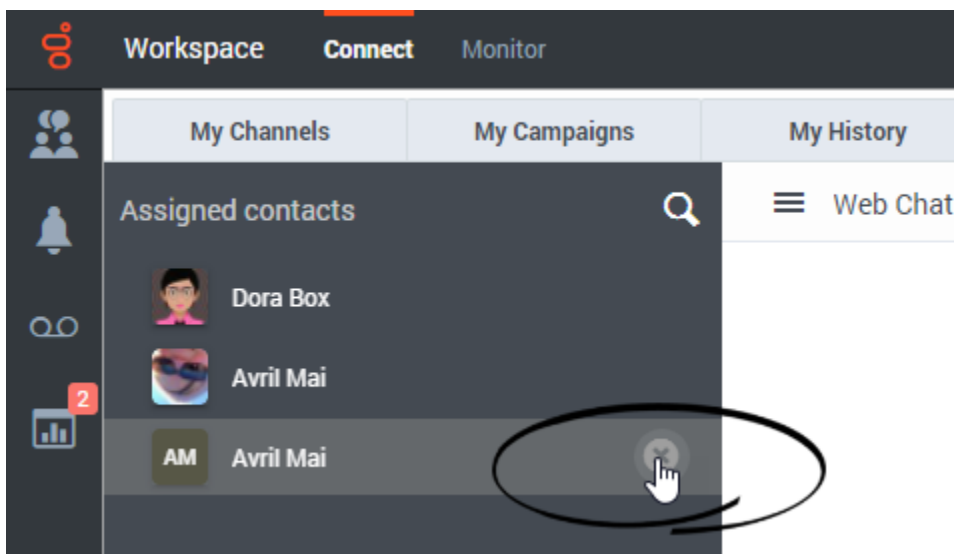 Workspace Connect Monitor
My Channels My Campaigns My History
Assigned contacts
Web Chat
Dora Box
Avril Mai
2
AM Avril Mai